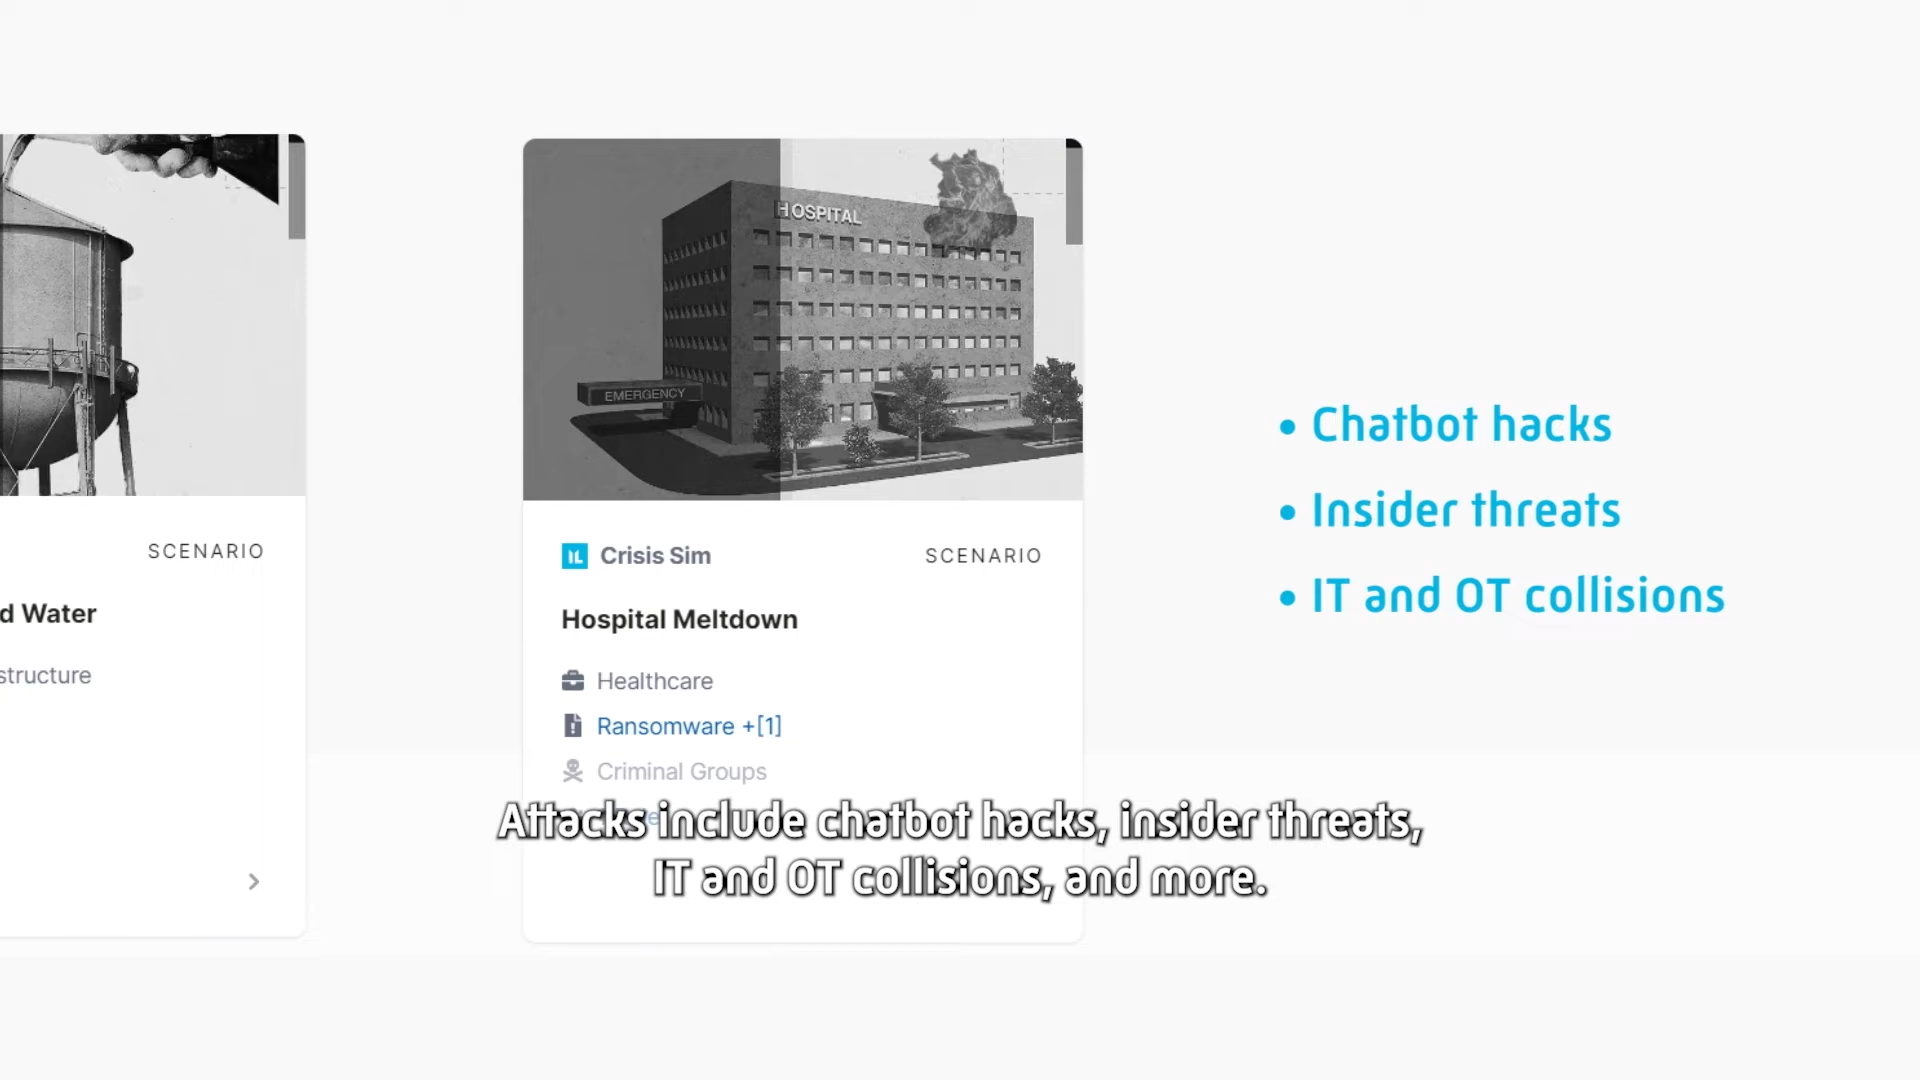 SCENARIO
d Water
structure
HOSPITAL
EMERGENCY
IL Crisis Sim
SCENARIO
Hospital Meltdown
Healthcare
Ransomware +[1]
Criminal Groups
• Chatbot hacks
• Insider threats
• IT and OT collisions
Attacks include chatbot hacks, insider threats,
IT and OT collisions, and more.